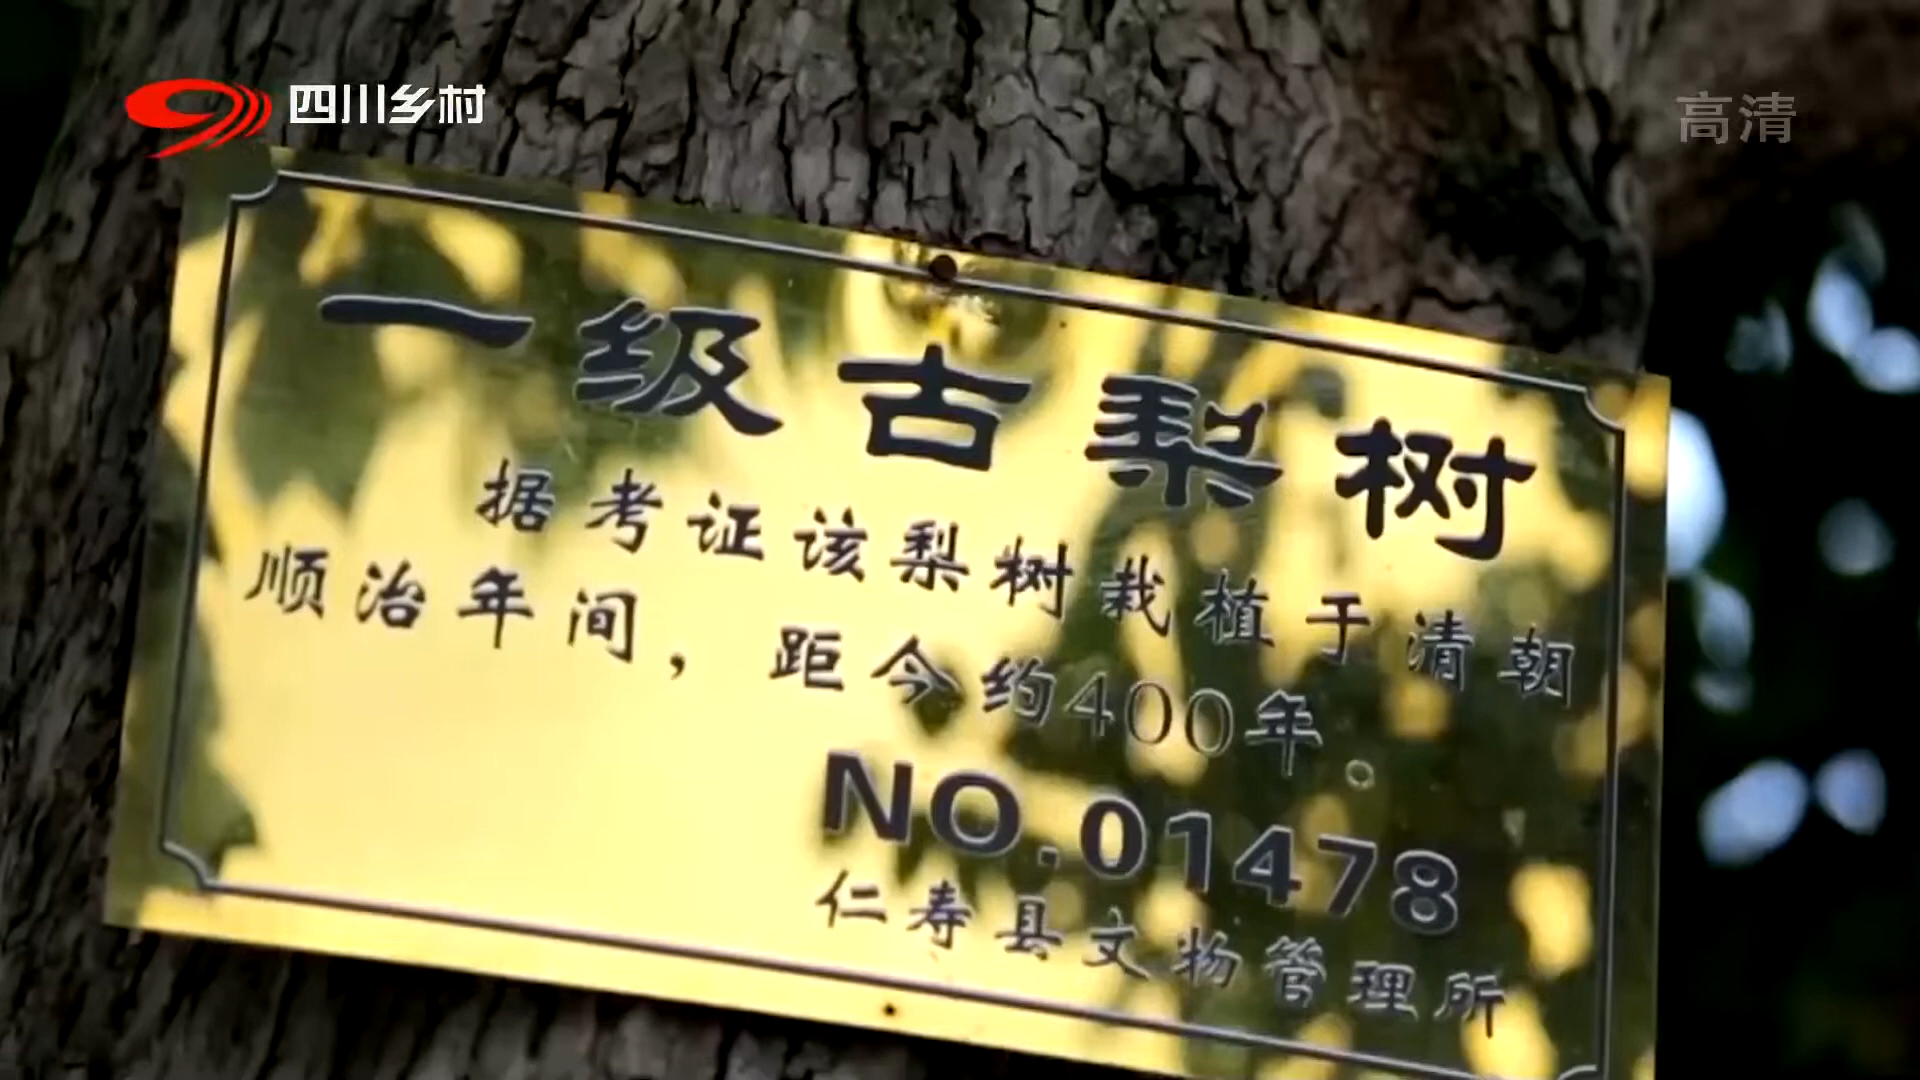 四川乡村
高清
一级古梨树
据考证该梨树栽植于清朝
顺治年间，距今约400年。
NO.01478
仁寿县文物管理所